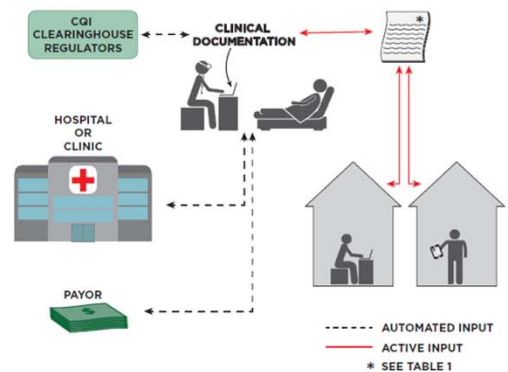 CQI
CLEARINGHOUSE
REGULATORS
CLINICAL
DOCUMENTATION
*
HOSPITAL
OR
CLINIC
PAYOR
$
AUTOMATED INPUT
ACTIVE INPUT
* SEE TABLE 1